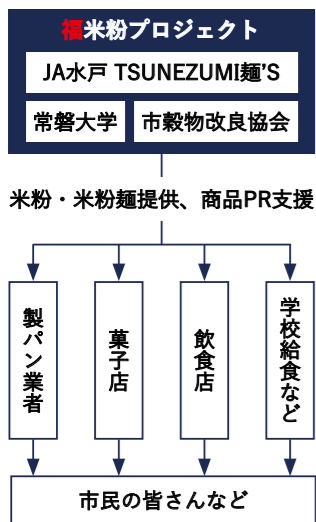 福米粉プロジェクト
JA水戸 TSUNEZUMI麺'S
常磐大学
市穀物改良協会
米粉・米粉麺提供、商品PR支援
製パン業者
菓子店
飲食店
学校給食など
市民の皆さんなど